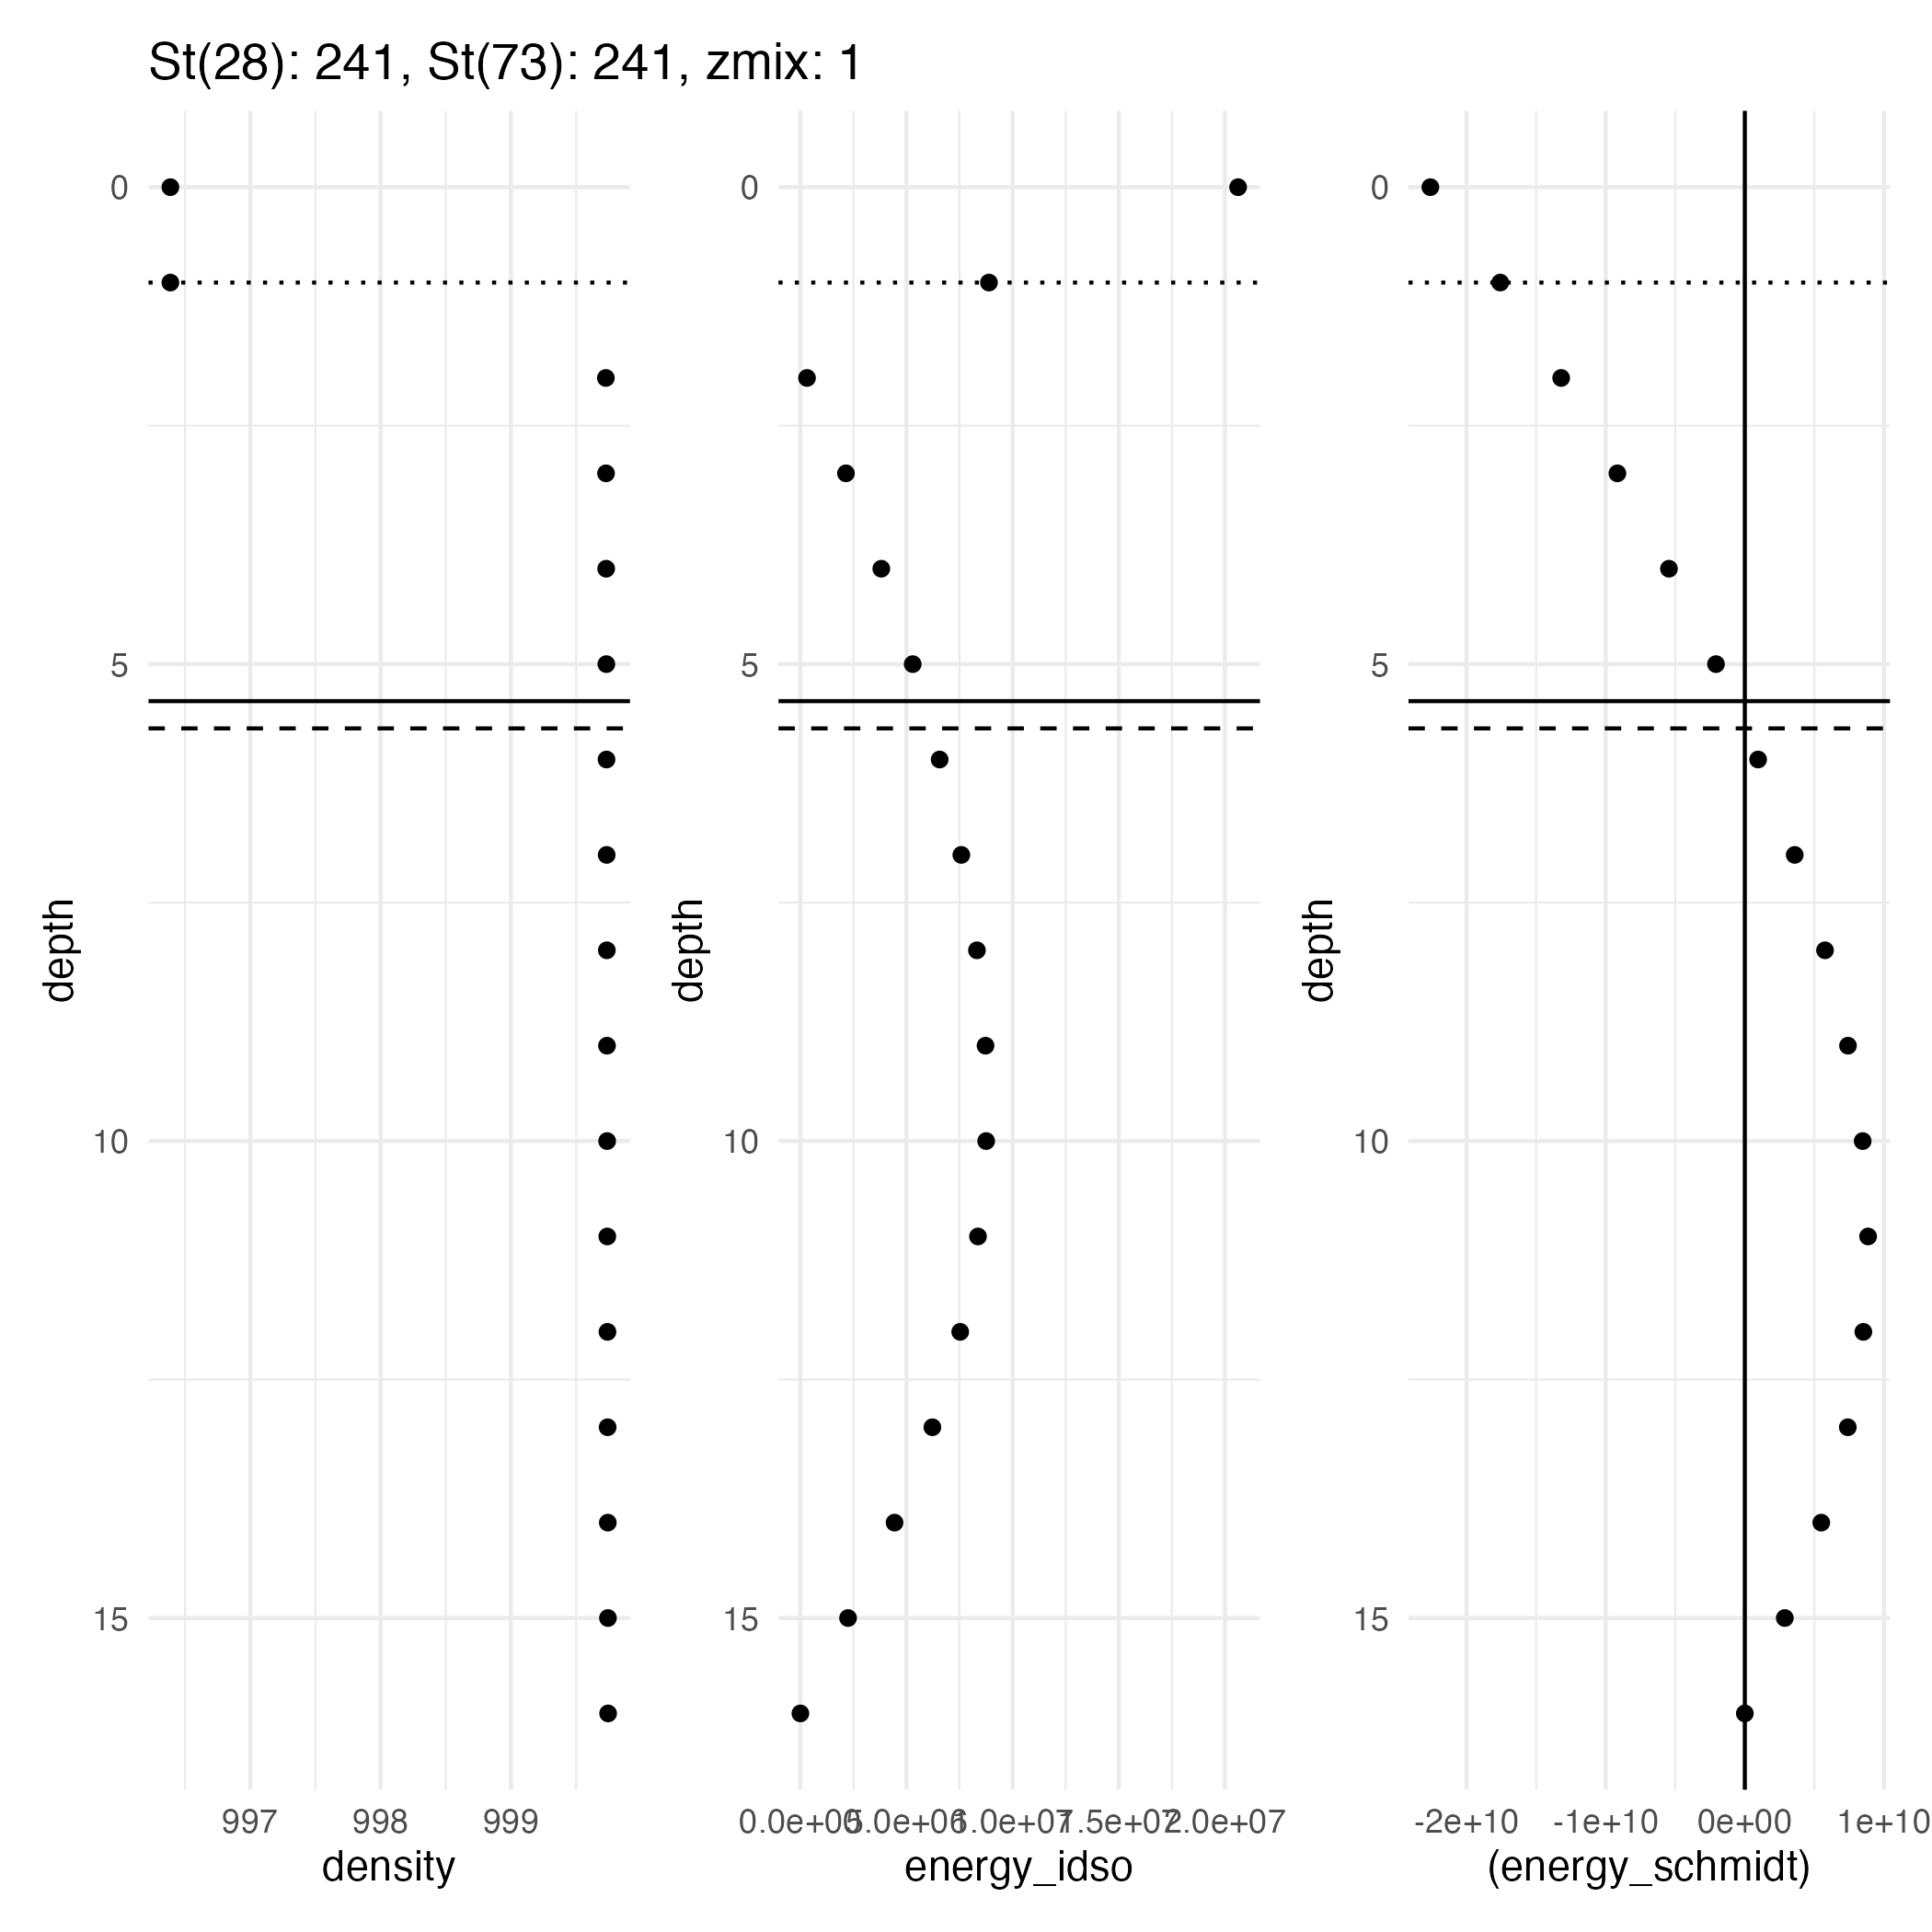 St(28): 241, St(73): 241, zmix: 1
0
5
10
15
depth
997 998 999
density
0
5
10
15
depth
0.0e+00 5.0e+06 1.0e+07 1.5e+07 2.0e+07
energy_idso
0
5
10
15
depth
-2e+10 -1e+10 0e+00 1e+10
(energy_schmidt)